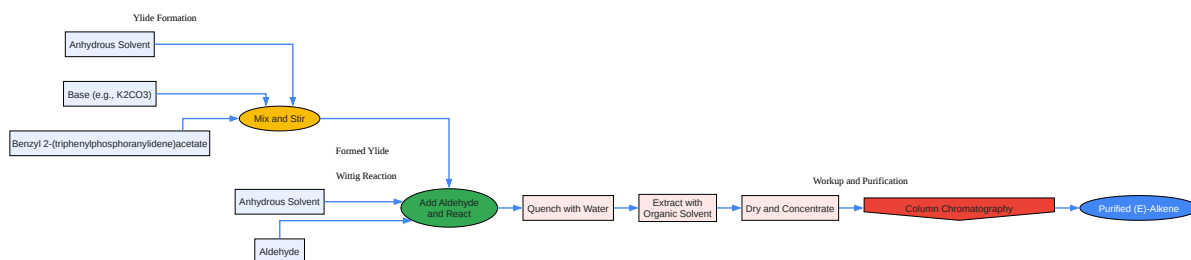 Ylide Formation
Anhydrous Solvent
Base (e.g., K2CO3)
Mix and Stir
Benzyl 2-(triphenylphosphoranylidene)acetate
Formed Ylide
Wittig Reaction
Workup and Purification
Anhydrous Solvent
Add Aldehyde
and React
Quench with Water
Extract with
Organic Solvent
Dry and Concentrate
Column Chromatography
Purified (E)-Alkene
Aldehyde